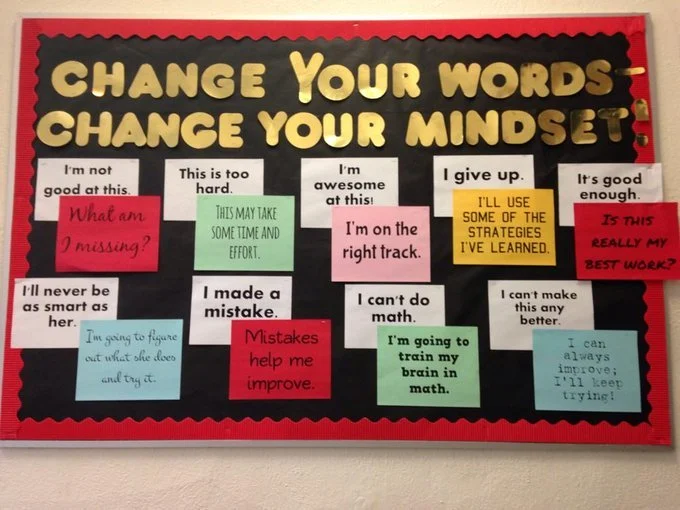 CHANGE YOUR WORDS-
CHANGE YOUR MINDSET!
I'm not
good at this.
What am
I missing?
This is too
hard.
THIS MAY TAKE
SOME TIME AND
EFFORT.
I'm
awesome
at this!
I'm on the
right track.
I give up.
I'LL USE
SOME OF THE
STRATEGIES
I'VE LEARNED.
It's good
enough.
IS THIS
REALLY MY
BEST WORK?
I'll never be
as smart as
her.
I'm going to figure
out what she does
and try it.
I made a
mistake.
Mistakes
help me
improve.
I can't do
math.
I'm going to
train my
brain in
math.
I can't make
this any
better.
I can
always
improve;
I'll keep
trying!